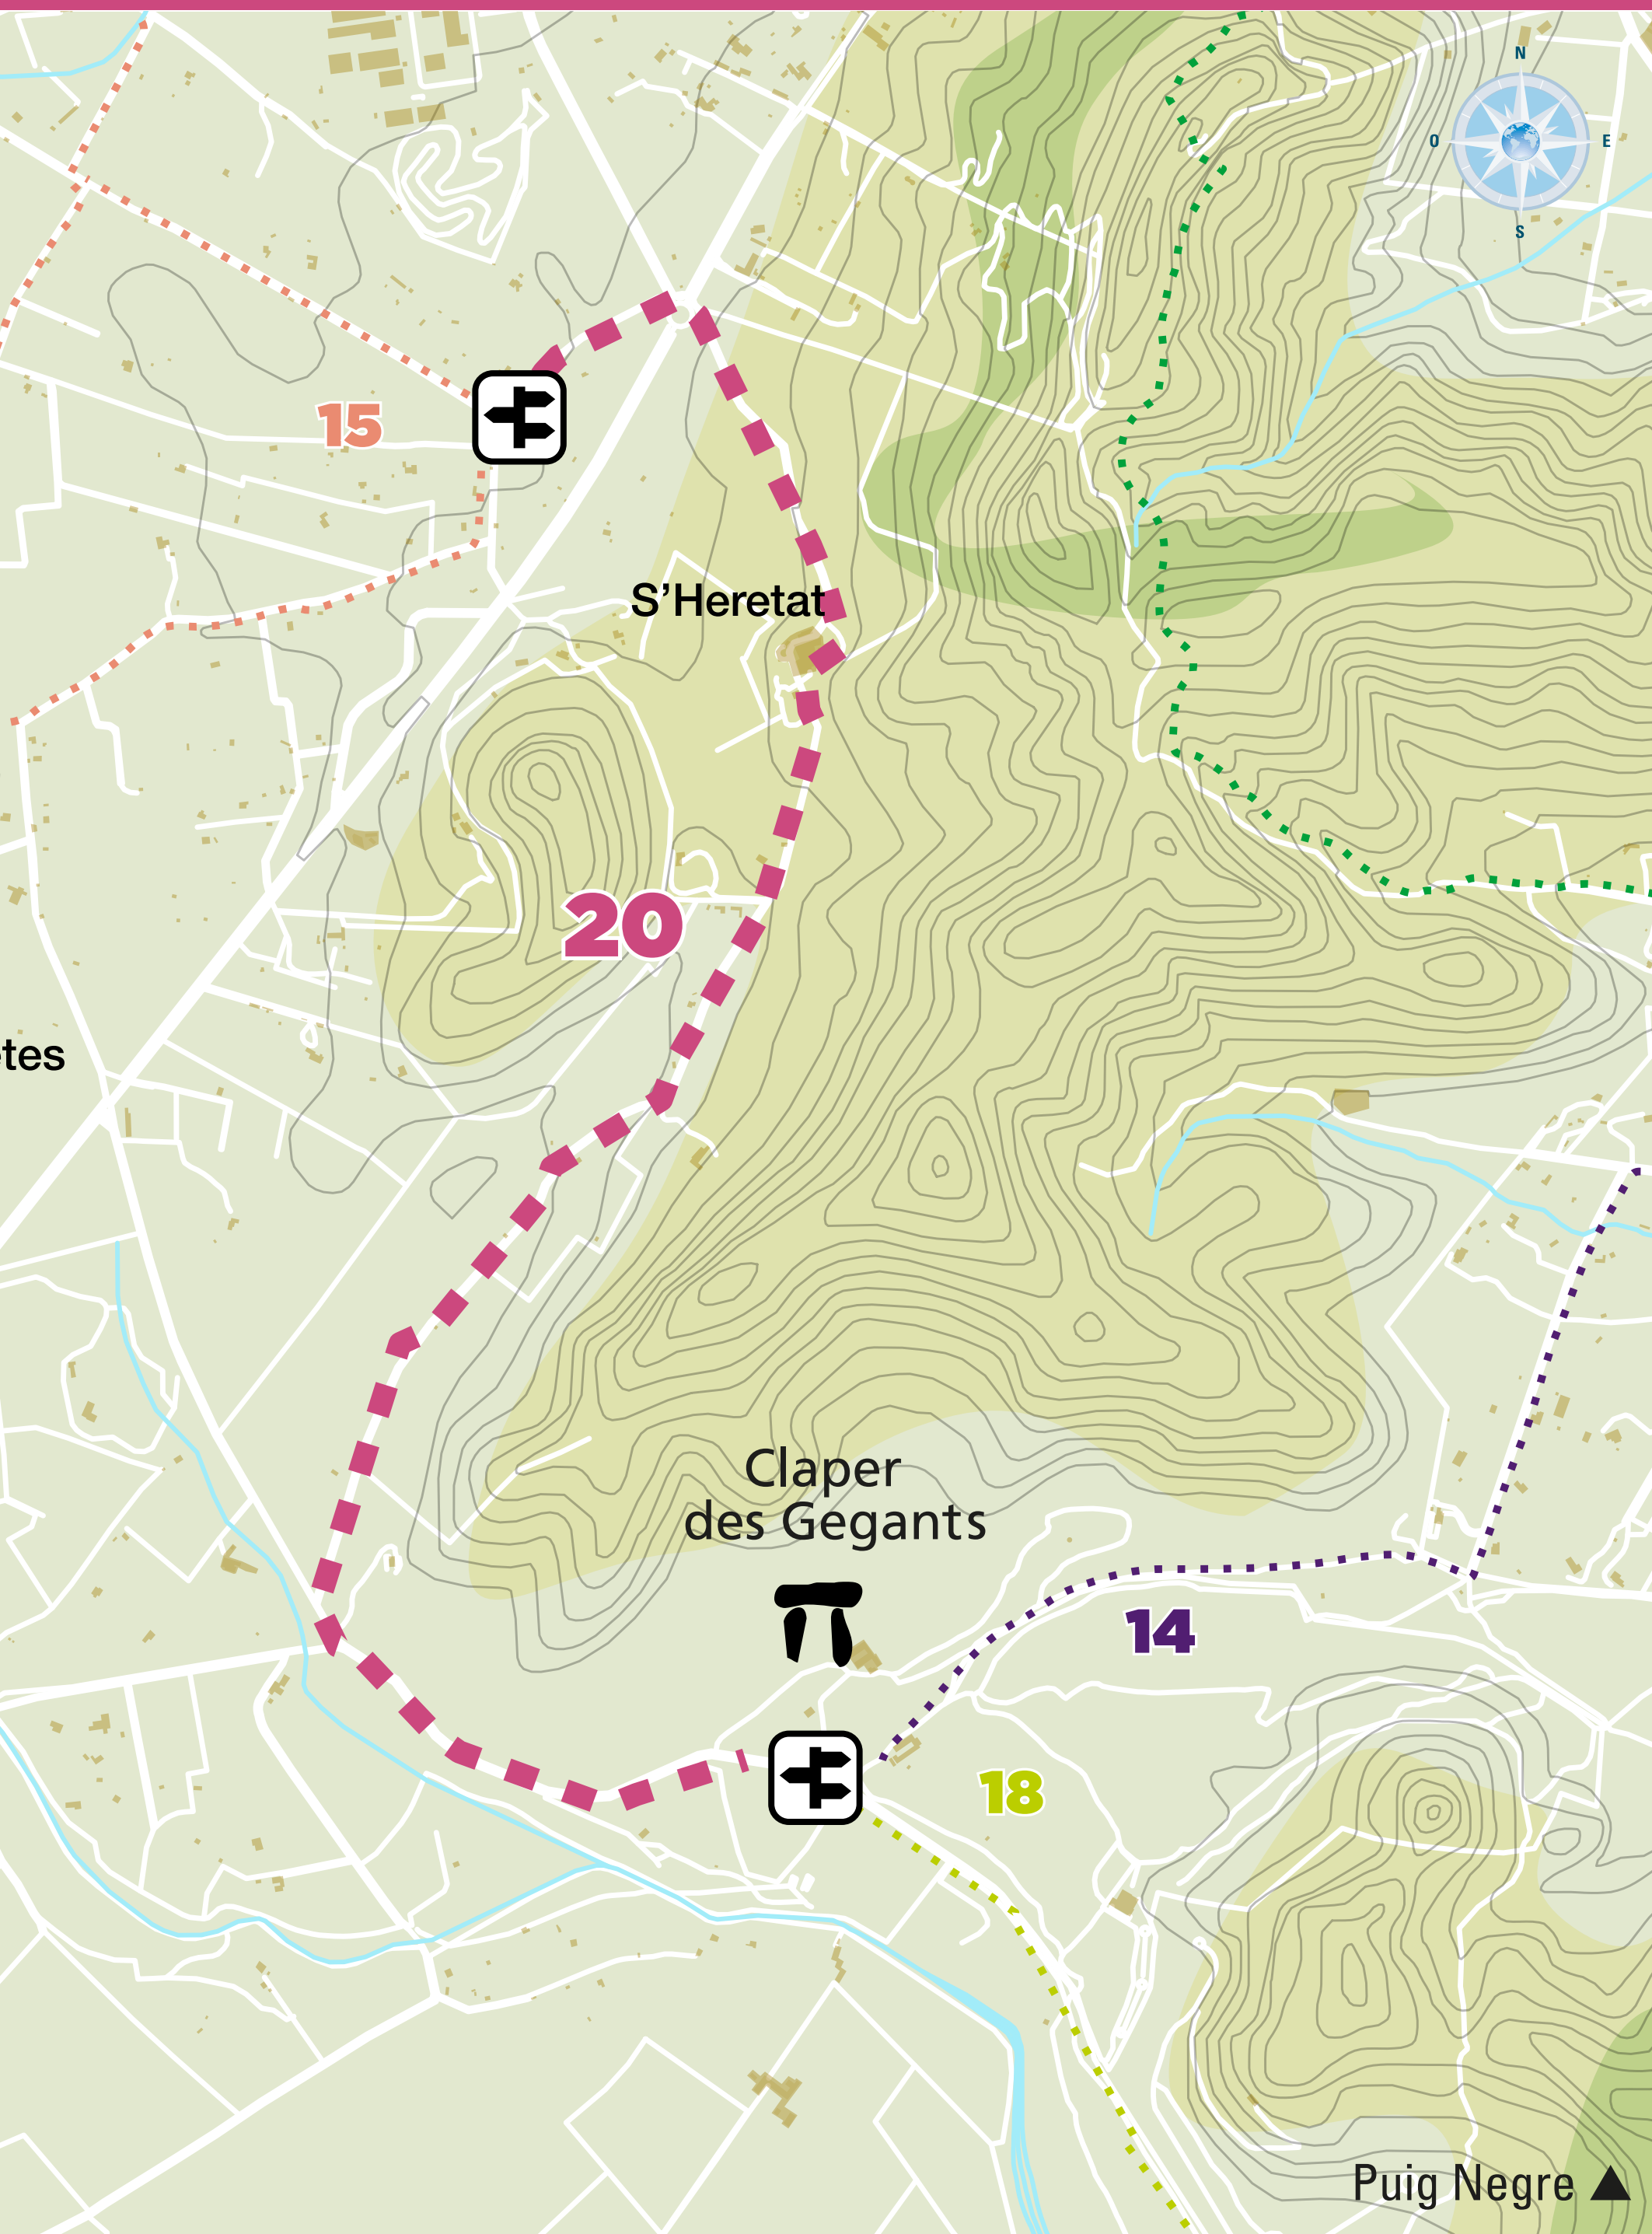 N
O
E
S
15
S'Heretat
20
tes
Claper
des Gegants
14
18
Puig Negre